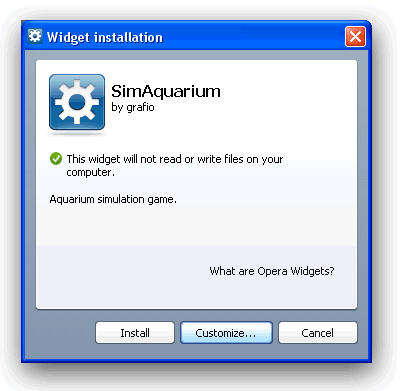 Widget installation
SimAquarium
by grafio
This widget will not read or write files on your
computer.
Aquarium simulation game.
What are Opera Widgets?
Install
Customize...
Cancel